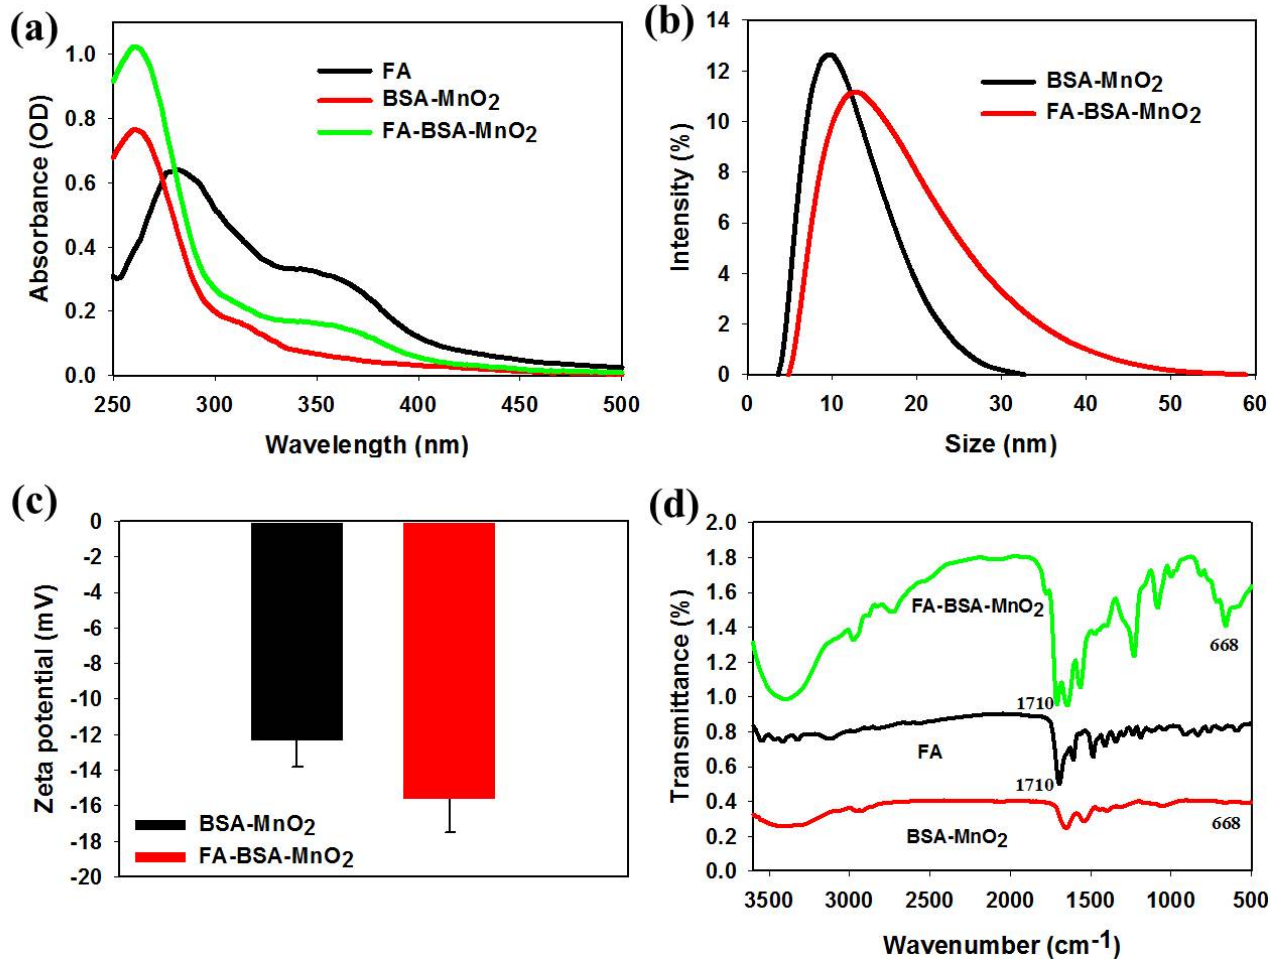 (a)
1.0
0.8
0.6
0.4
0.2
0.0
Absorbance (OD)
FA
BSA-MnO2
FA-BSA-MnO2
250 300 350 400 450 500
Wavelength (nm)
(b)
14
12
10
8
6
4
2
0
Intensity (%)
BSA-MnO2
FA-BSA-MnO2
0 10 20 30 40 50 60
Size (nm)
(c)
0
-2
-4
-6
-8
-10
-12
-14
-16
-18
-20
Zeta potential (mV)
BSA-MnO2
FA-BSA-MnO2
(d)
2.0
1.8
1.6
1.4
1.2
1.0
0.8
0.6
0.4
0.2
0.0
Transmittance (%)
FA-BSA-MnO2
668
1710
FA
1710
668
BSA-MnO2
3500 3000 2500 2000 1500 1000 500
Wavenumber (cm-1)